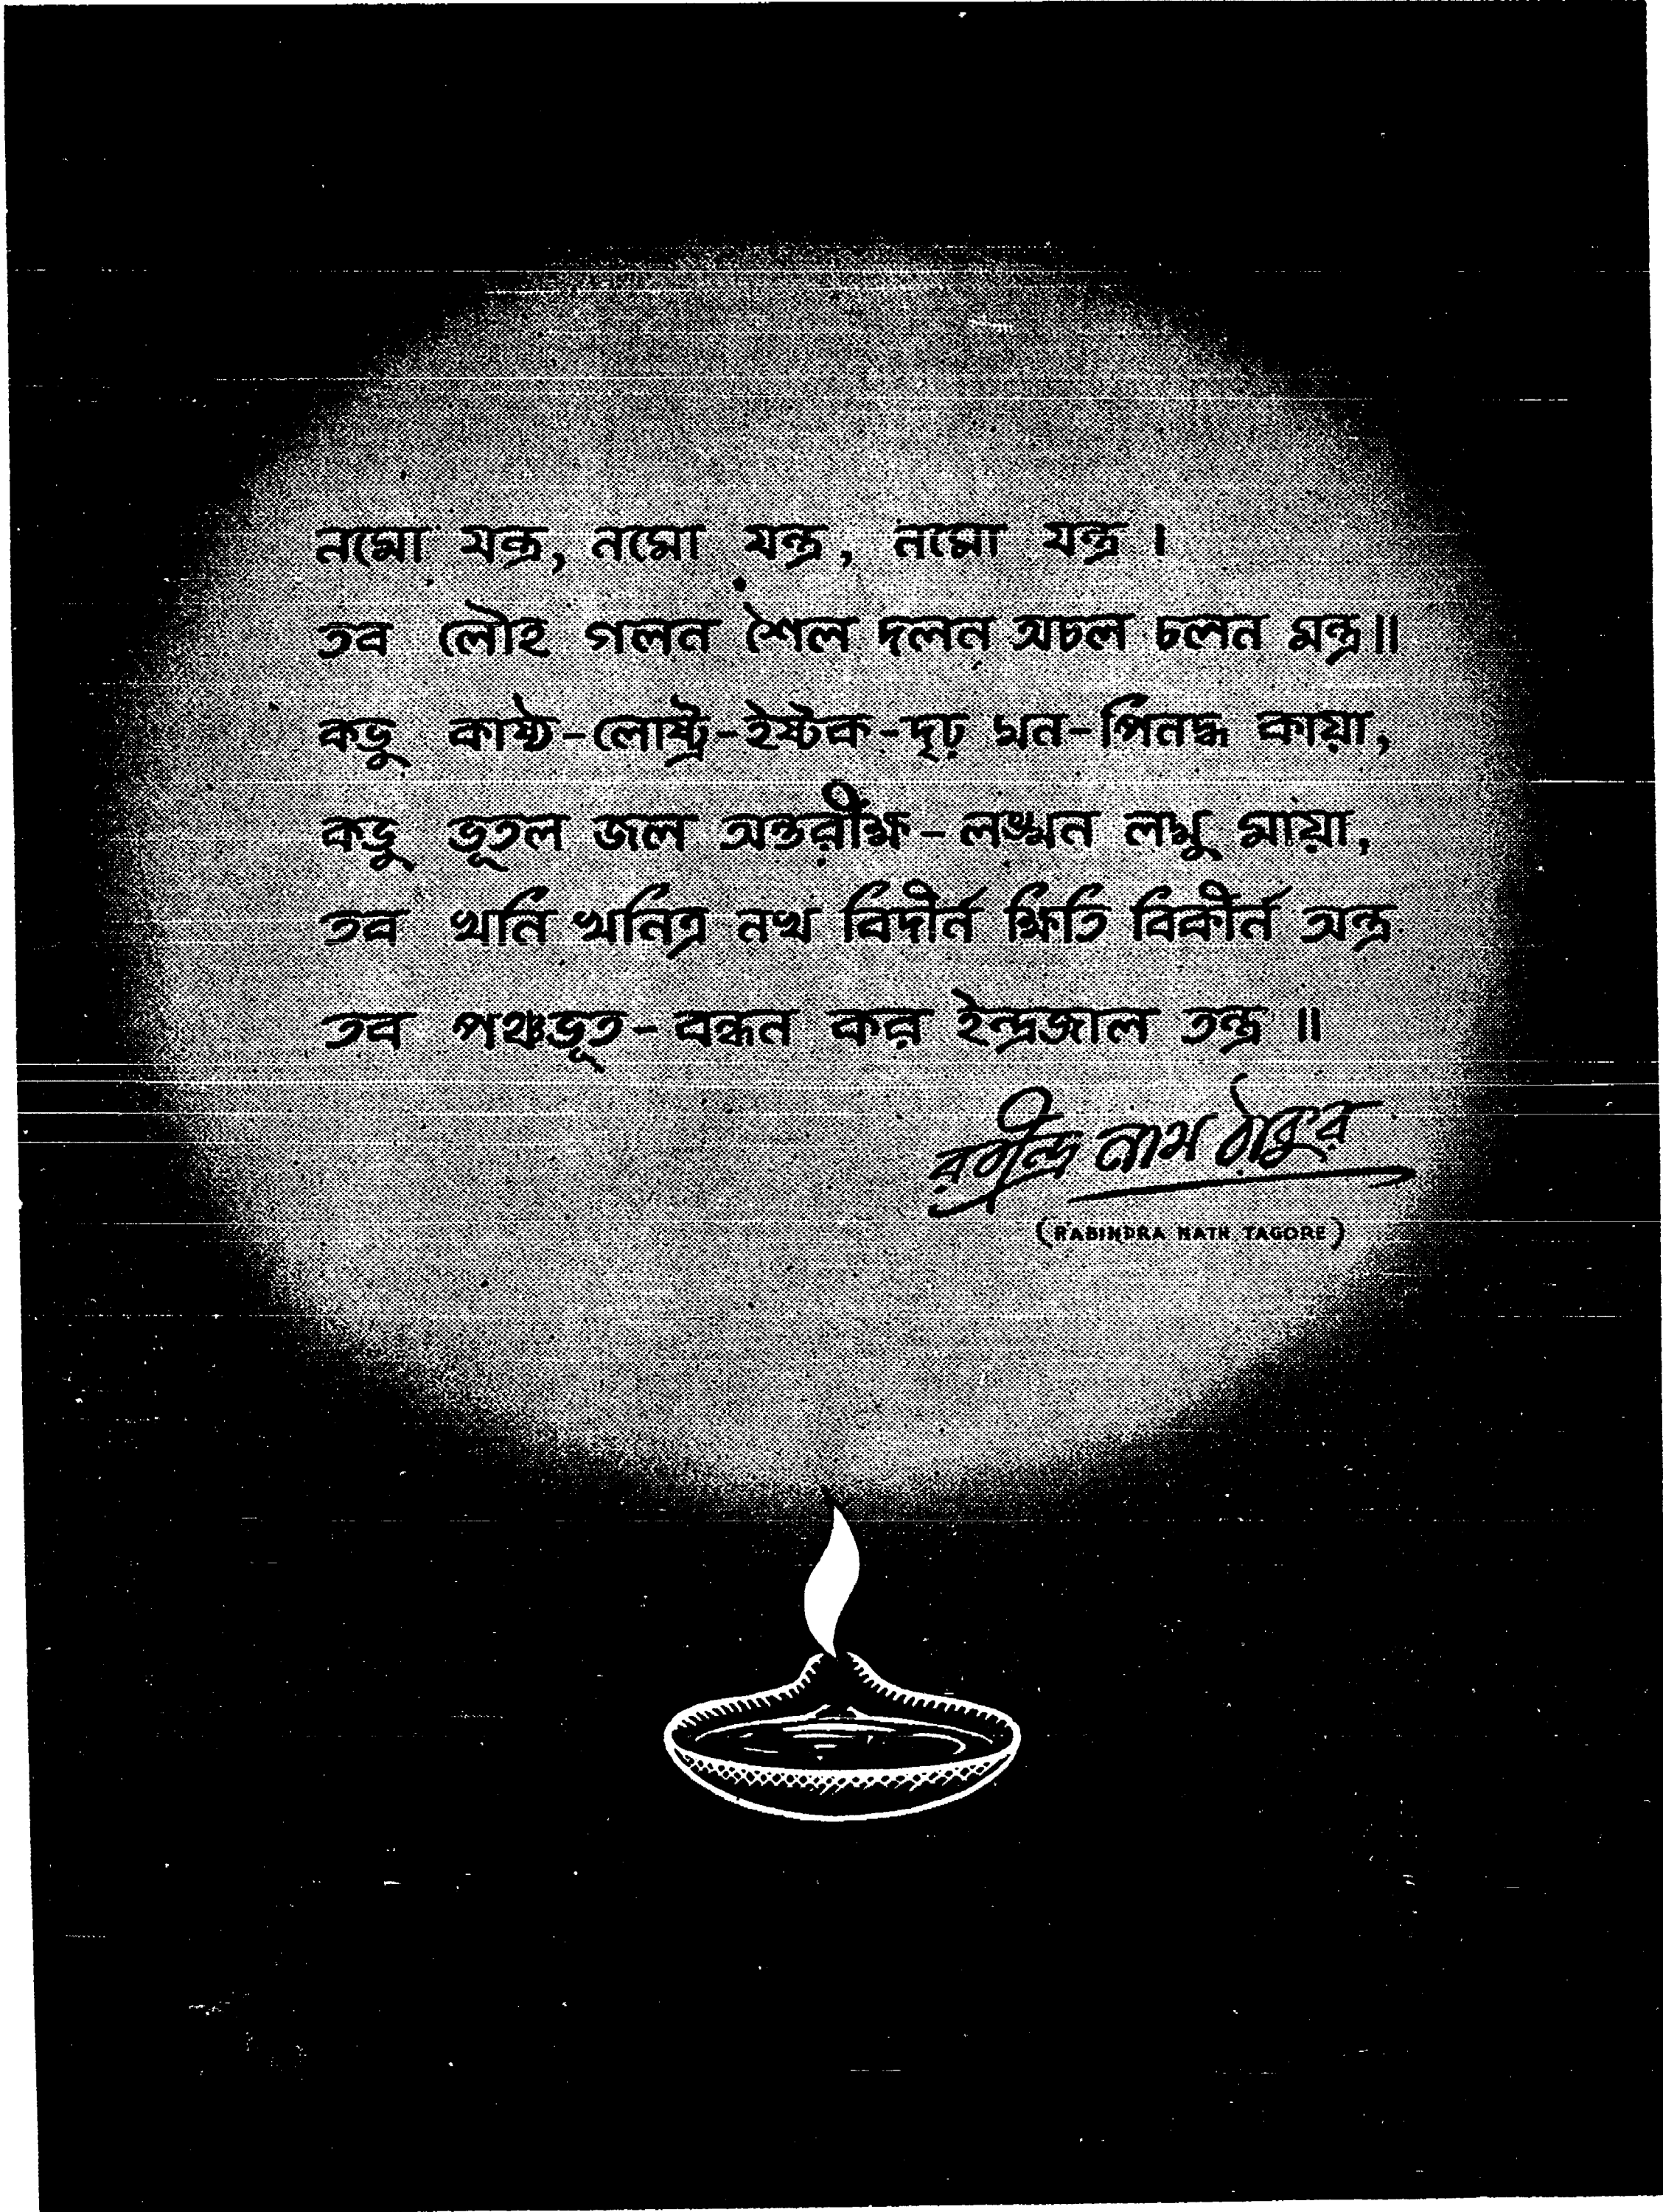 নমো যন্ত্র, নমো যন্ত্র, নমো যন্ত্র ।
তব লৌহ গলন শৈল দলন অচল চলন মন্ত্র ॥
কভু কাষ্ঠ-লোষ্ট্র-ইষ্টক-দৃঢ় ঘন-পিনদ্ধ কায়া,
কভু ভূতল জল অন্তরীক্ষ-লঙ্ঘন লঘু মায়া,
তব খনি খনিত্র নখ বিদীর্ন ক্ষিতি বিকীর্ন অন্ত্র
তব পঞ্চভূত-বন্ধন কর ইন্দ্রজাল তন্ত্র ॥
রবীন্দ্র নাথ ঠাকুর
(RABINDRA NATH TAGORE)